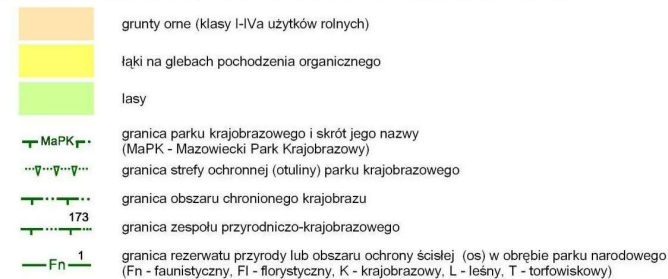 grunty orne (klasy I-IVa użytków rolnych)
łąki na glebach pochodzenia organicznego
lasy
MaPK
granica parku krajobrazowego i skrót jego nazwy
(MaPK - Mazowiecki Park Krajobrazowy)
granica strefy ochronnej (otuliny) parku krajobrazowego
granica obszaru chronionego krajobrazu
173
granica zespołu przyrodniczo-krajobrazowego
1
Fn
granica rezerwatu przyrody lub obszaru ochrony ścisłej (os) w obrębie parku narodowego
(Fn - faunistyczny, Fl - florystyczny, K - krajobrazowy, L - leśny, T - torfowiskowy)